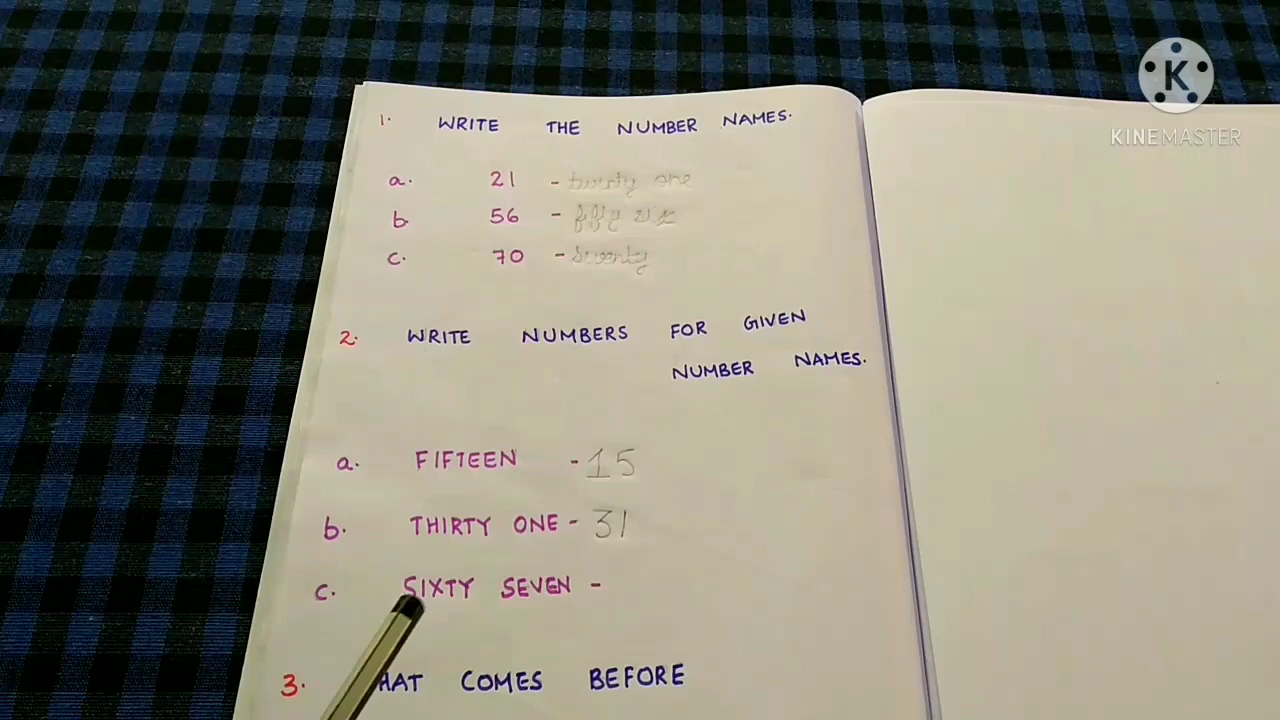 K
KINEMASTER
1. WRITE THE NUMBER NAMES.
a. 21 - twenty one
b 56 - fifty six
c. 70 - seventy
2. WRITE NUMBERS FOR GIVEN
NUMBER NAMES.
a. FIFTEEN - 15
b. THIRTY ONE - 31
c. SIXTY SEVEN -
3. HAT COMES BEFORE